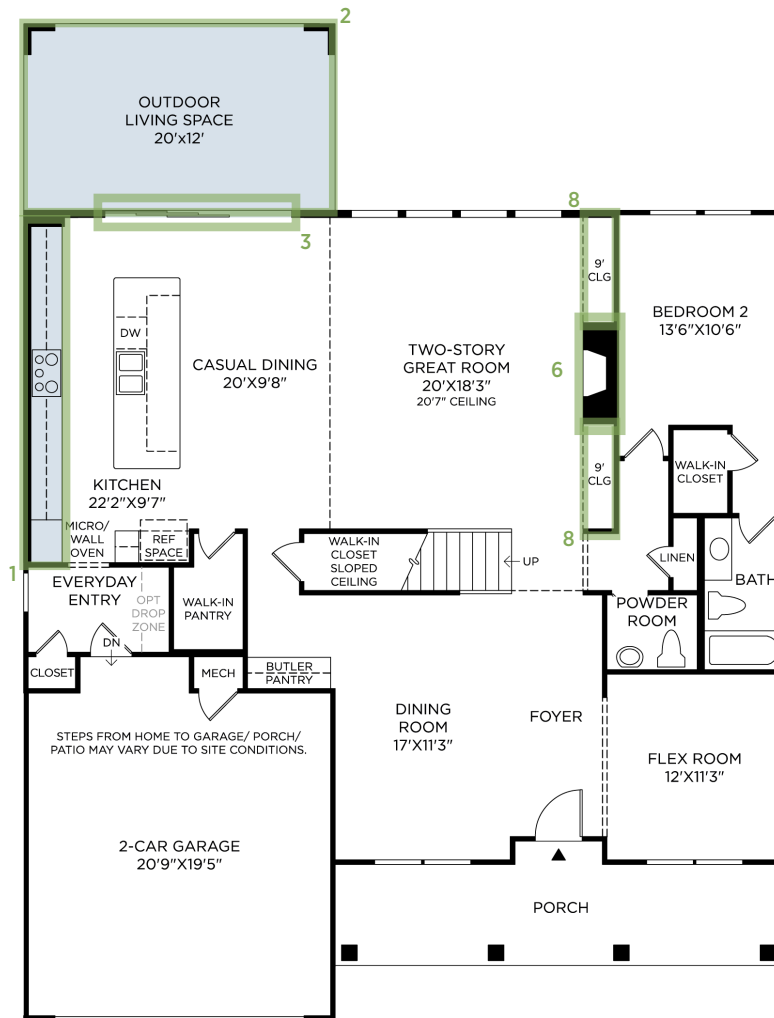 2
OUTDOOR
LIVING SPACE
20'x12'
8
3
9'
CLG
BEDROOM 2
13'6"X10'6"
DW
CASUAL DINING
20'X9'8"
TWO-STORY
GREAT ROOM
20'X18'3"
20'7" CEILING
6
KITCHEN
22'2"X9'7"
9'
CLG
WALK-IN
CLOSET
MICRO/
WALL
OVEN
REF
SPACE
WALK-IN
CLOSET
SLOPED
CEILING
UP
8
LINEN
1
EVERYDAY
ENTRY
OPT
DROP
ZONE
WALK-IN
PANTRY
BATH
POWDER
ROOM
DN
CLOSET
MECH
BUTLER
PANTRY
DINING
ROOM
17'X11'3"
FOYER
STEPS FROM HOME TO GARAGE/ PORCH/
PATIO MAY VARY DUE TO SITE CONDITIONS.
FLEX ROOM
12'X11'3"
2-CAR GARAGE
20'9"X19'5"
PORCH